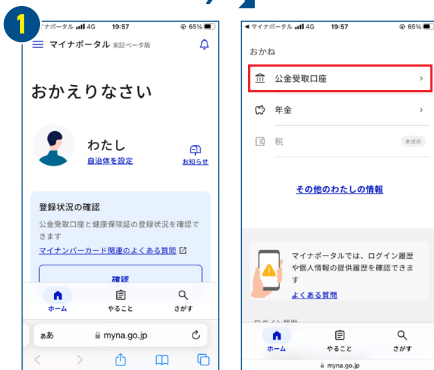 1
マイナポータル 4G 19:57 65%
マイナポータル 実証ベータ版
おかえりなさい
わたし
自治体を設定
お知らせ
登録状況の確認
公金受取口座と健康保険証の登録状況を確認で
きます
マイナンバーカード関連のよくある質問
確認
ホーム
やること
さがす
ああ
myna.go.jp
マイナポータル 4G 19:57 65%
おかね
公金受取口座
年金
税
その他のわたしの情報
マイナポータルでは、ログイン履歴
や個人情報の提供履歴を確認できま
す
よくある質問
ログイン履歴
ホーム
やること
さがす
myna.go.jp